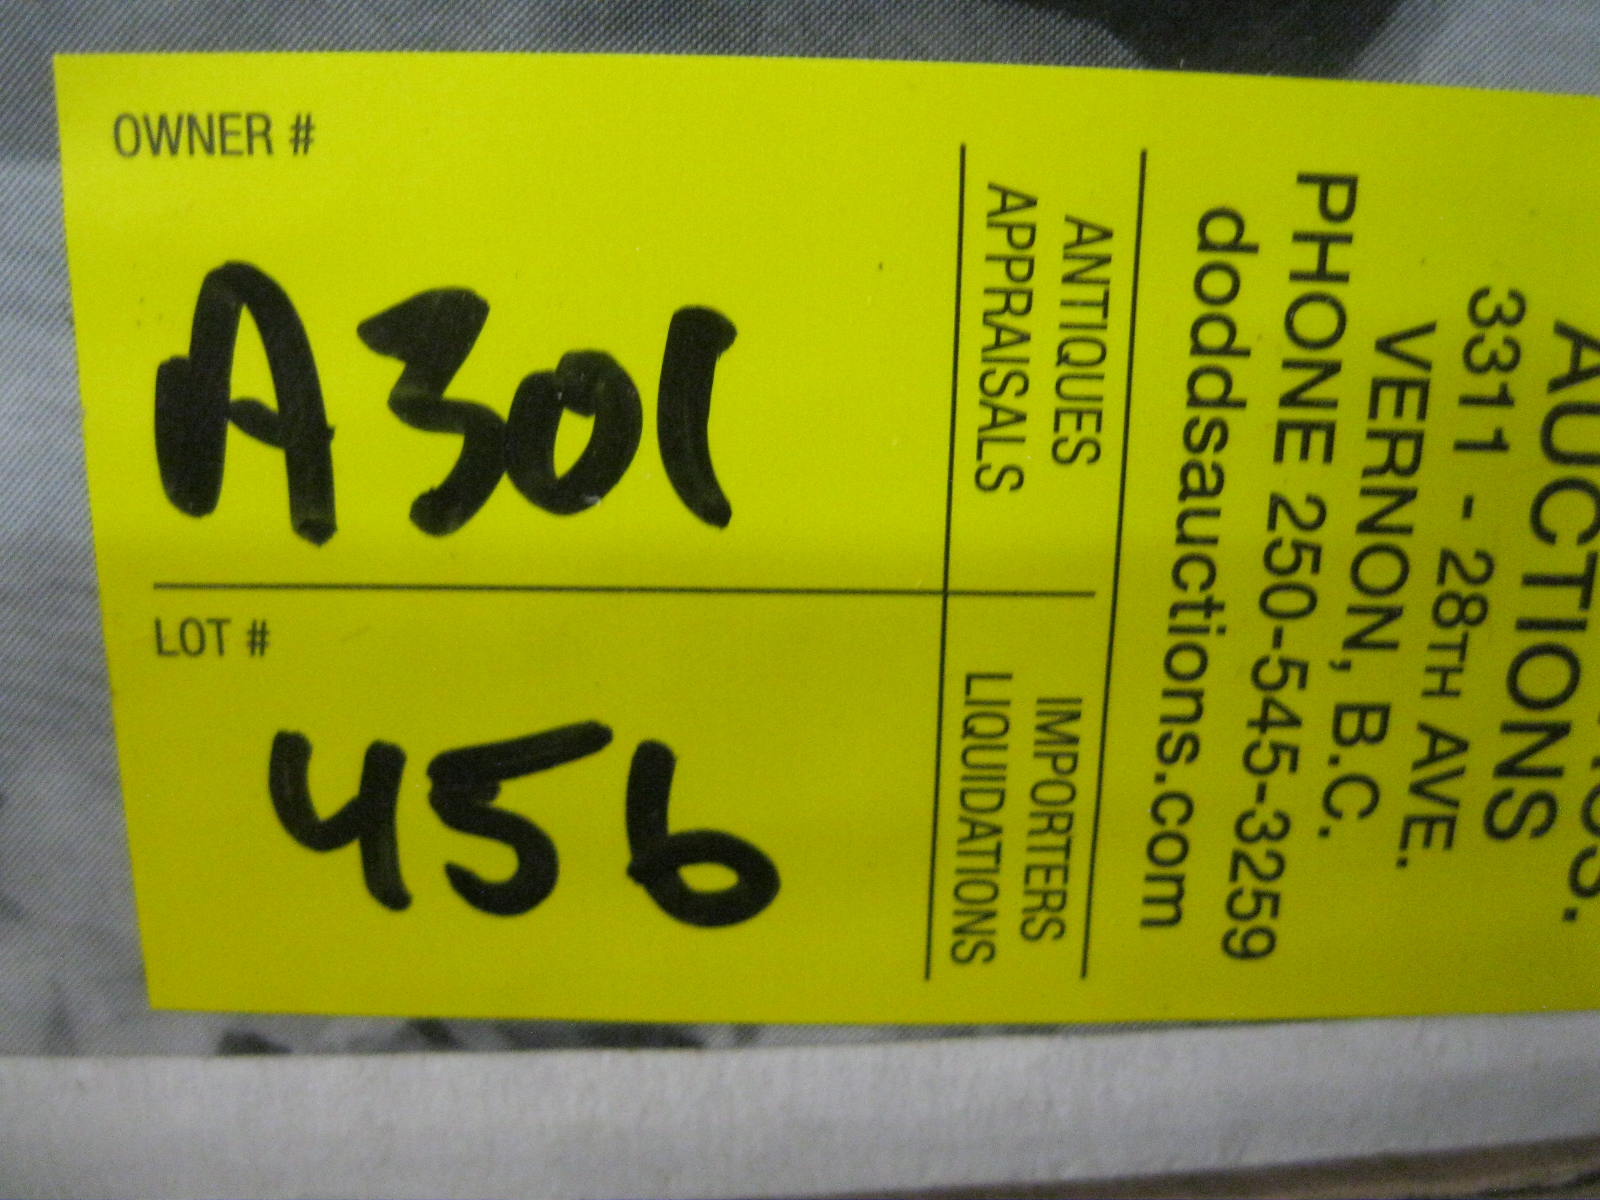 OWNER #
A301
LOT #
456
AUCTIONS
3311 - 28TH AVE.
VERNON, B.C.
PHONE 250-545-3259
doddsauctions.com
ANTIQUES
APPRAISALS
IMPORTERS
LIQUIDATIONS